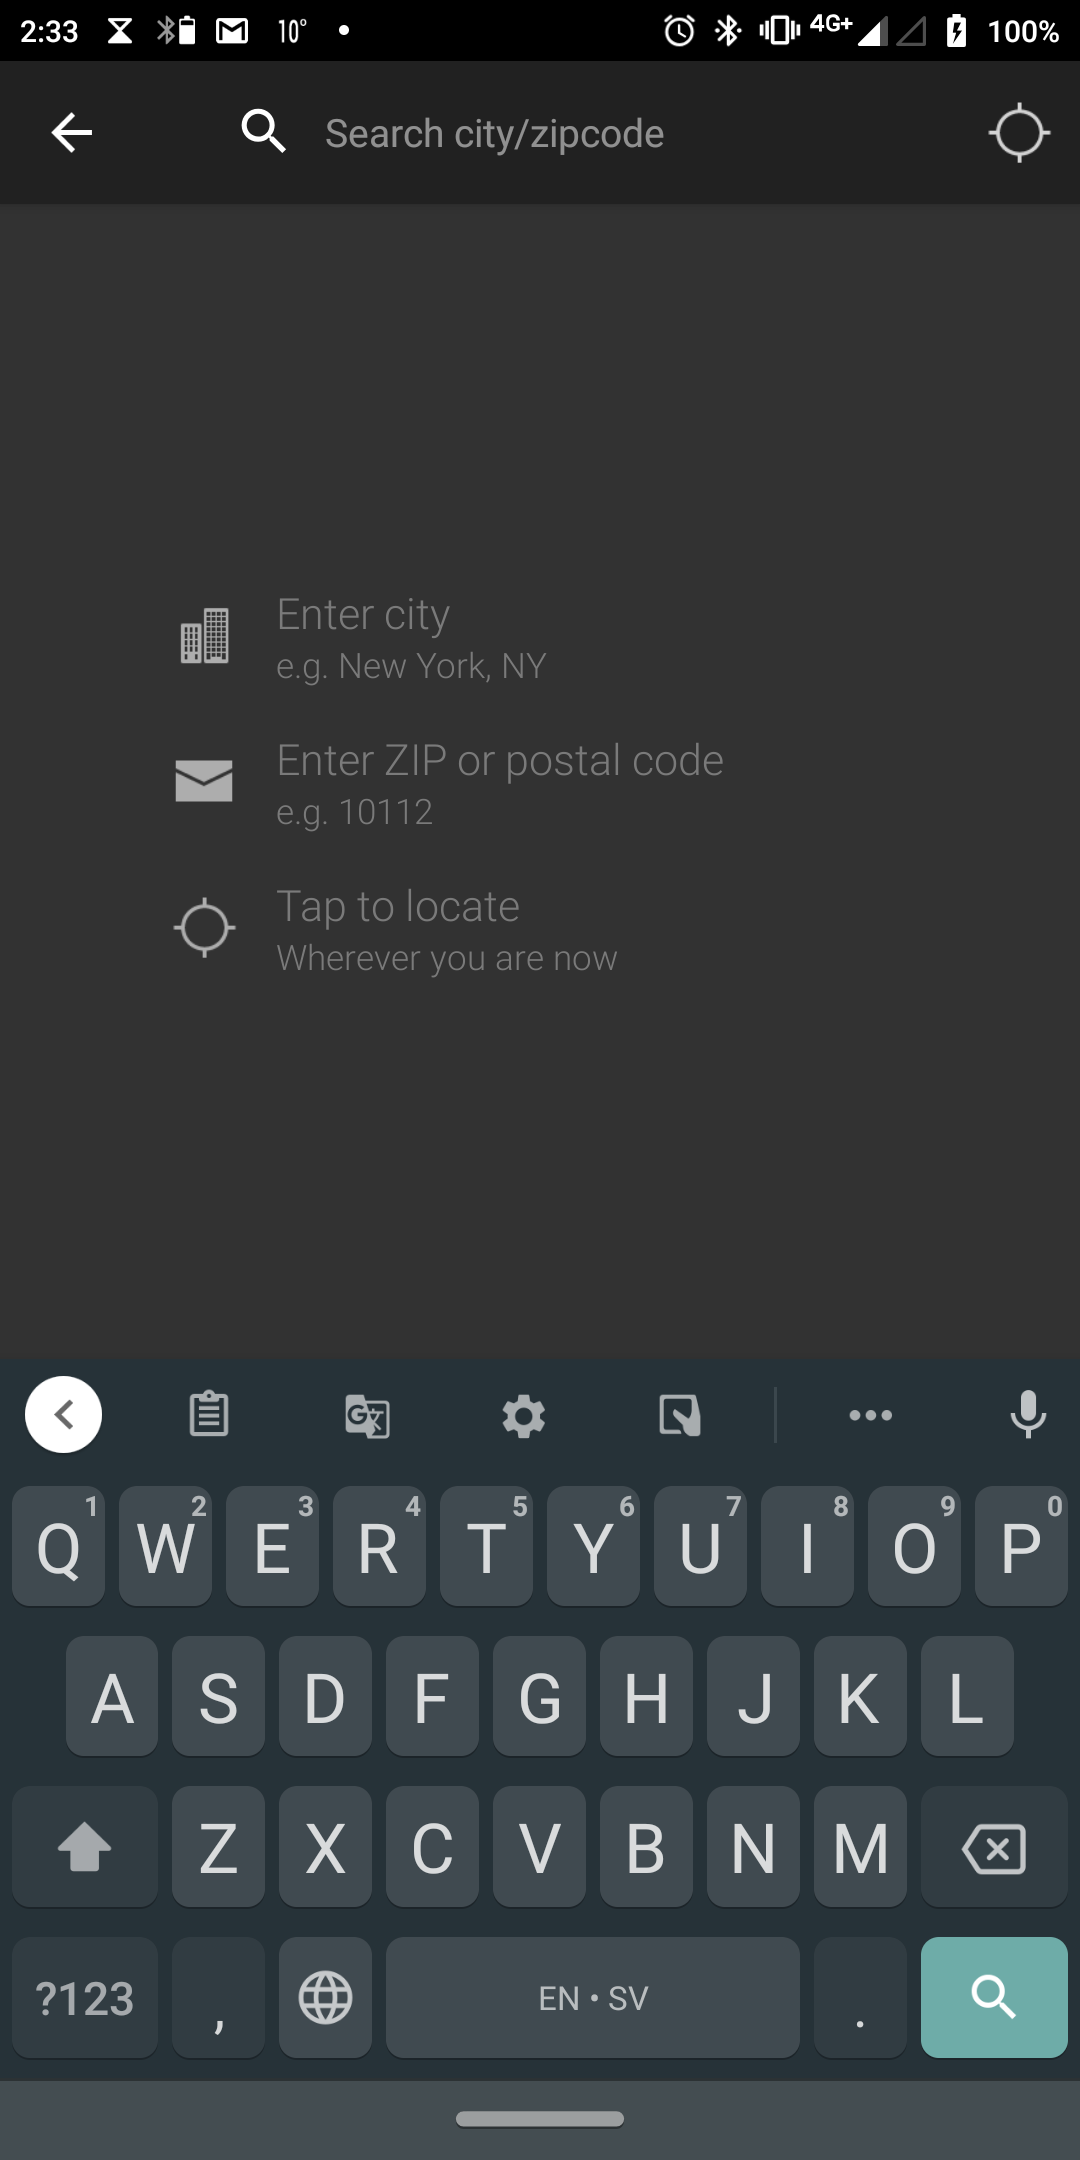 2:33 10° 4G+ 100%
Search city/zipcode
Enter city
e.g. New York, NY
Enter ZIP or postal code
e.g. 10112
Tap to locate
Wherever you are now
G
1 2 3 4 5 6 7 8 9 0
Q W E R T Y U I O P
A S D F G H J K L
Z X C V B N M
?123 , EN • SV .